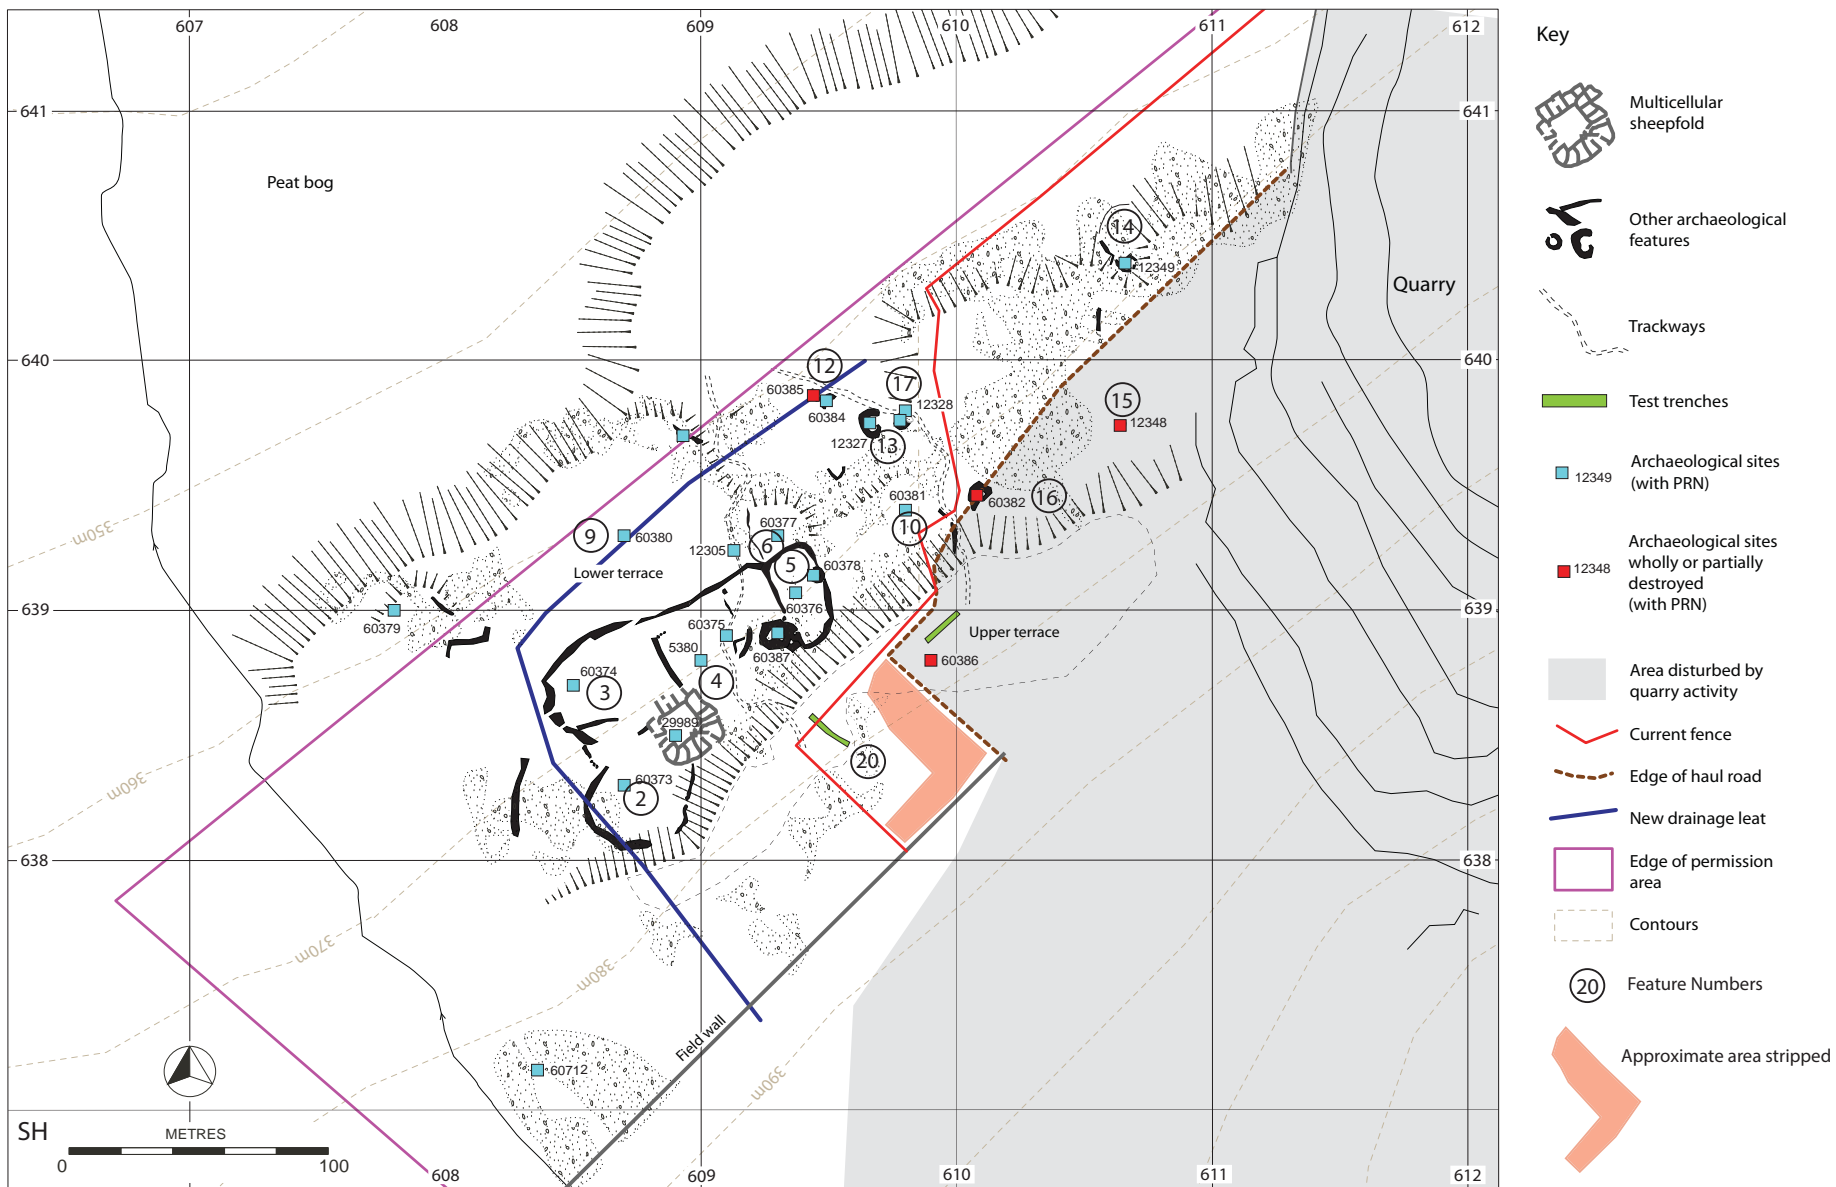 607
608
609
610
611
612
641
641
Peat bog
14
12349
Quarry
640
640
12
60385
17
12328
60384
12327
13
15
12348
60381
10
60382
16
350m
9
60380
60377
12305
6
5
60378
Lower terrace
60376
639
639
60379
60375
5380
60387
Upper terrace
60386
60374
3
4
29989
20
360m
60373
2
638
638
370m
380m
390m
Field wall
60712
SH
METRES
0
100
608
609
610
611
612
Key
Multicellular
sheepfold
Other archaeological
features
Trackways
Test trenches
12349
Archaeological sites
(with PRN)
12348
Archaeological sites
wholly or partially
destroyed
(with PRN)
Area disturbed by
quarry activity
Current fence
Edge of haul road
New drainage leat
Edge of permission
area
Contours
20
Feature Numbers
Approximate area stripped